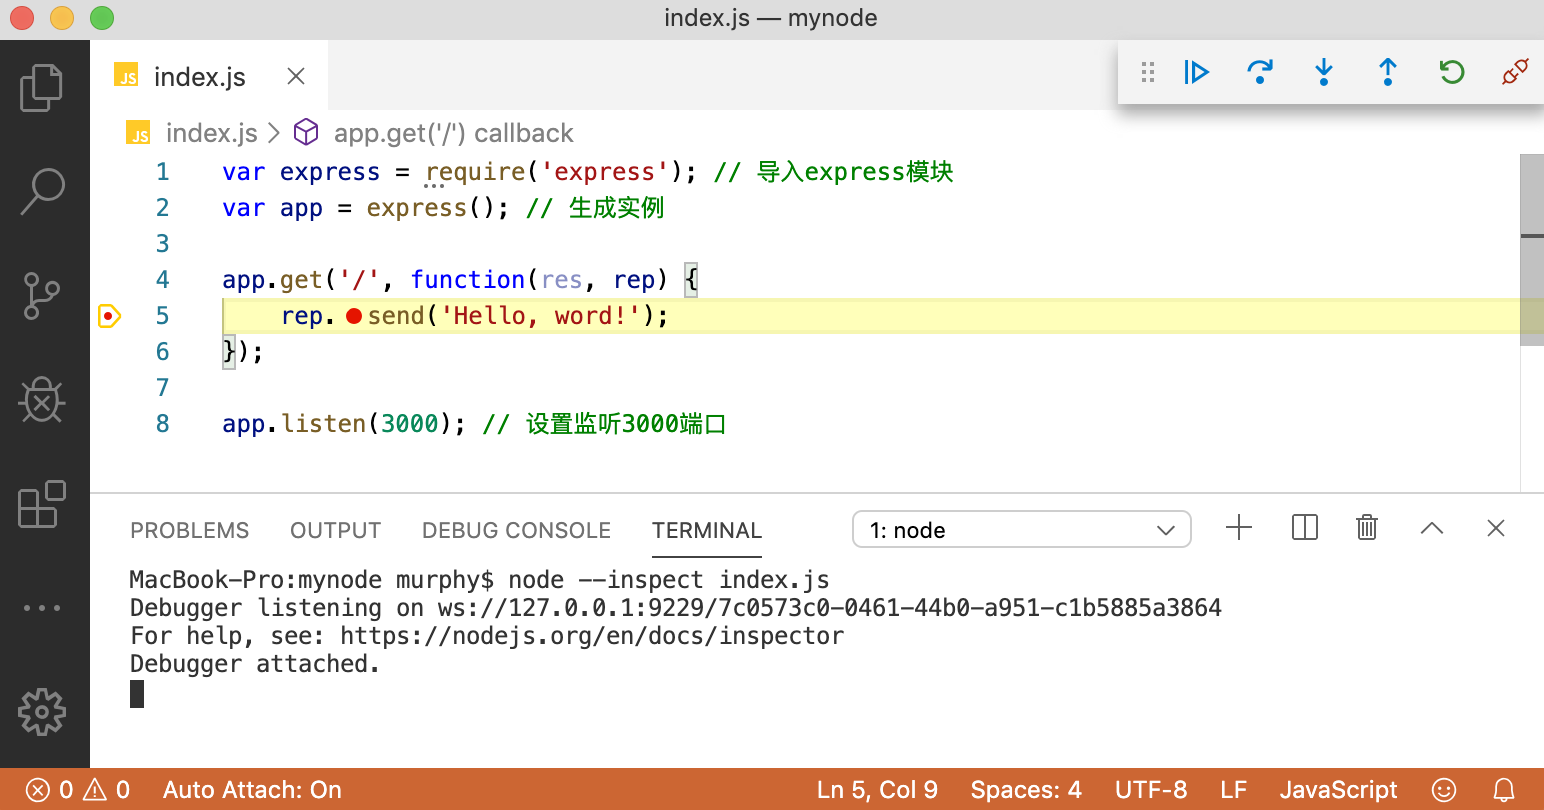 index.js — mynode
JS index.js
JS index.js > app.get('/') callback
1 var express = require('express'); // 导入express模块
2 var app = express(); // 生成实例
3
4 app.get('/', function(res, rep) {
5 rep. send('Hello, word!');
6 });
7
8 app.listen(3000); // 设置监听3000端口
PROBLEMS OUTPUT DEBUG CONSOLE TERMINAL 1: node
MacBook-Pro:mynode murphy$ node --inspect index.js
Debugger listening on ws://127.0.0.1:9229/7c0573c0-0461-44b0-a951-c1b5885a3864
For help, see: https://nodejs.org/en/docs/inspector
Debugger attached.
0 0 Auto Attach: On Ln 5, Col 9 Spaces: 4 UTF-8 LF JavaScript